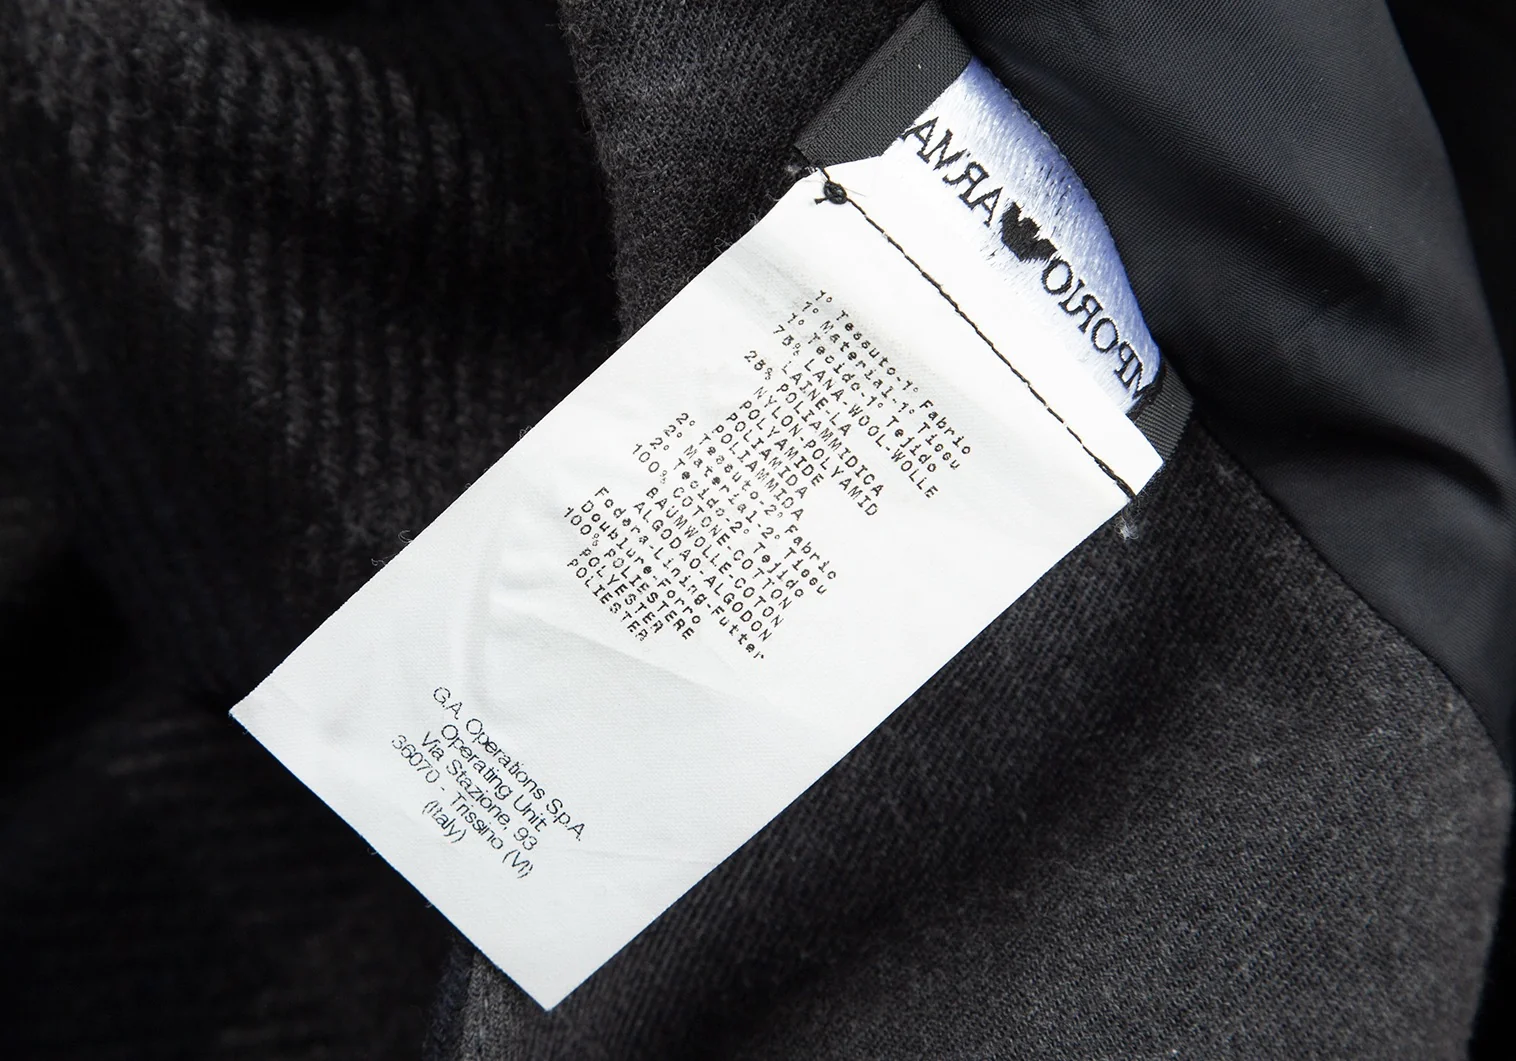 EMPORIO ARMA
1° Tessuto-1° Fabric
1° Material-1° Tissu
1° Tecido-1° Tejido
75% LANA-WOOL-WOLLE
LAINE-LA
25% POLIAMMIDICA
NYLON-POLYAMID
POLYAMIDE
POLIAMIDA
POLIAMMIDA
2° Tessuto-2° Fabric
2° Material-2° Tissu
2° Tecido-2° Tejido
100% COTONE-COTTON
BAUMWOLLE-COTON
ALGODAO-ALGODON
Fodera-Lining-Futter
Doublure-Forro
100% POLIESTERE
POLYESTER
POLIESTER
G.A. Operations S.p.A.
Operating Unit
Via Stazione, 93
36070 - Trissino (VI)
(Italy)